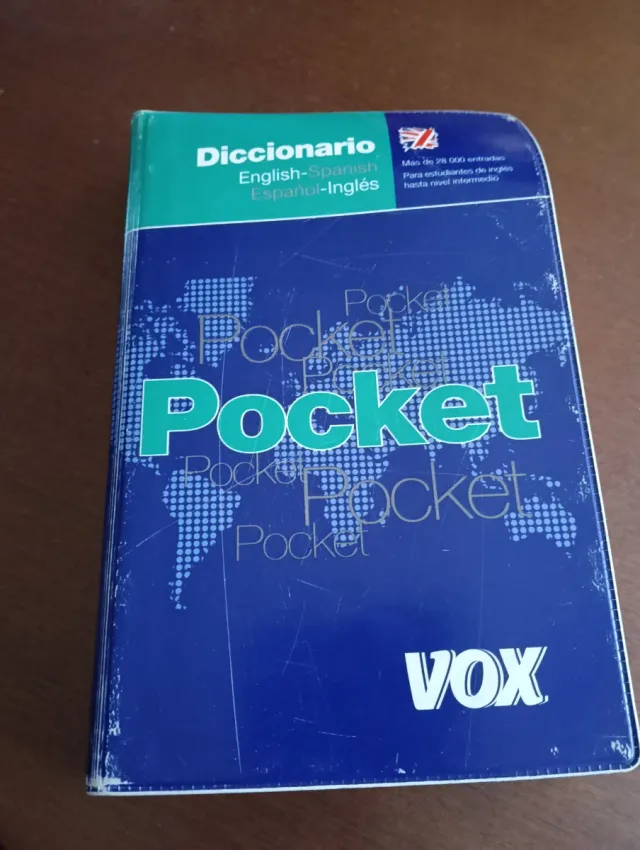 Diccionario
English-Spanish
Español-Inglés
Más de 28 000 entradas
Para estudiantes de inglés
hasta nivel intermedio
Pocket
Pocket
Pocket
Pocket
Pocket
Pocket
Pocket
VOX